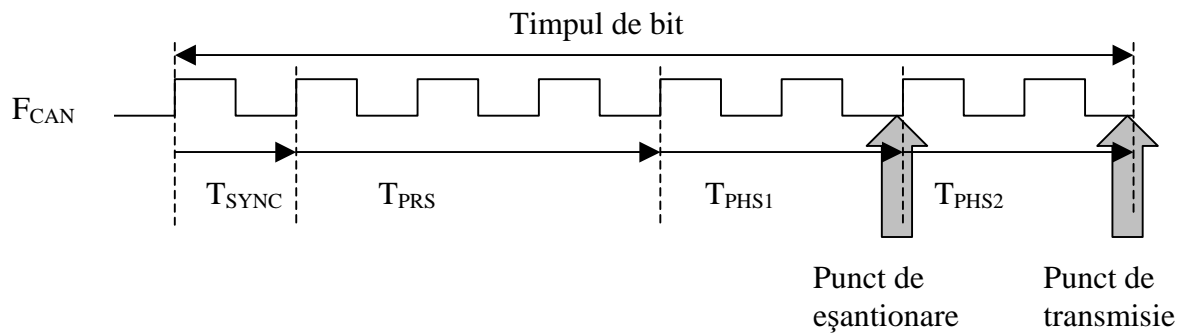 Timpul de bit
FCAN
TSYNC TPRS TPHS1 TPHS2
Punct de eşantionare
Punct de transmisie